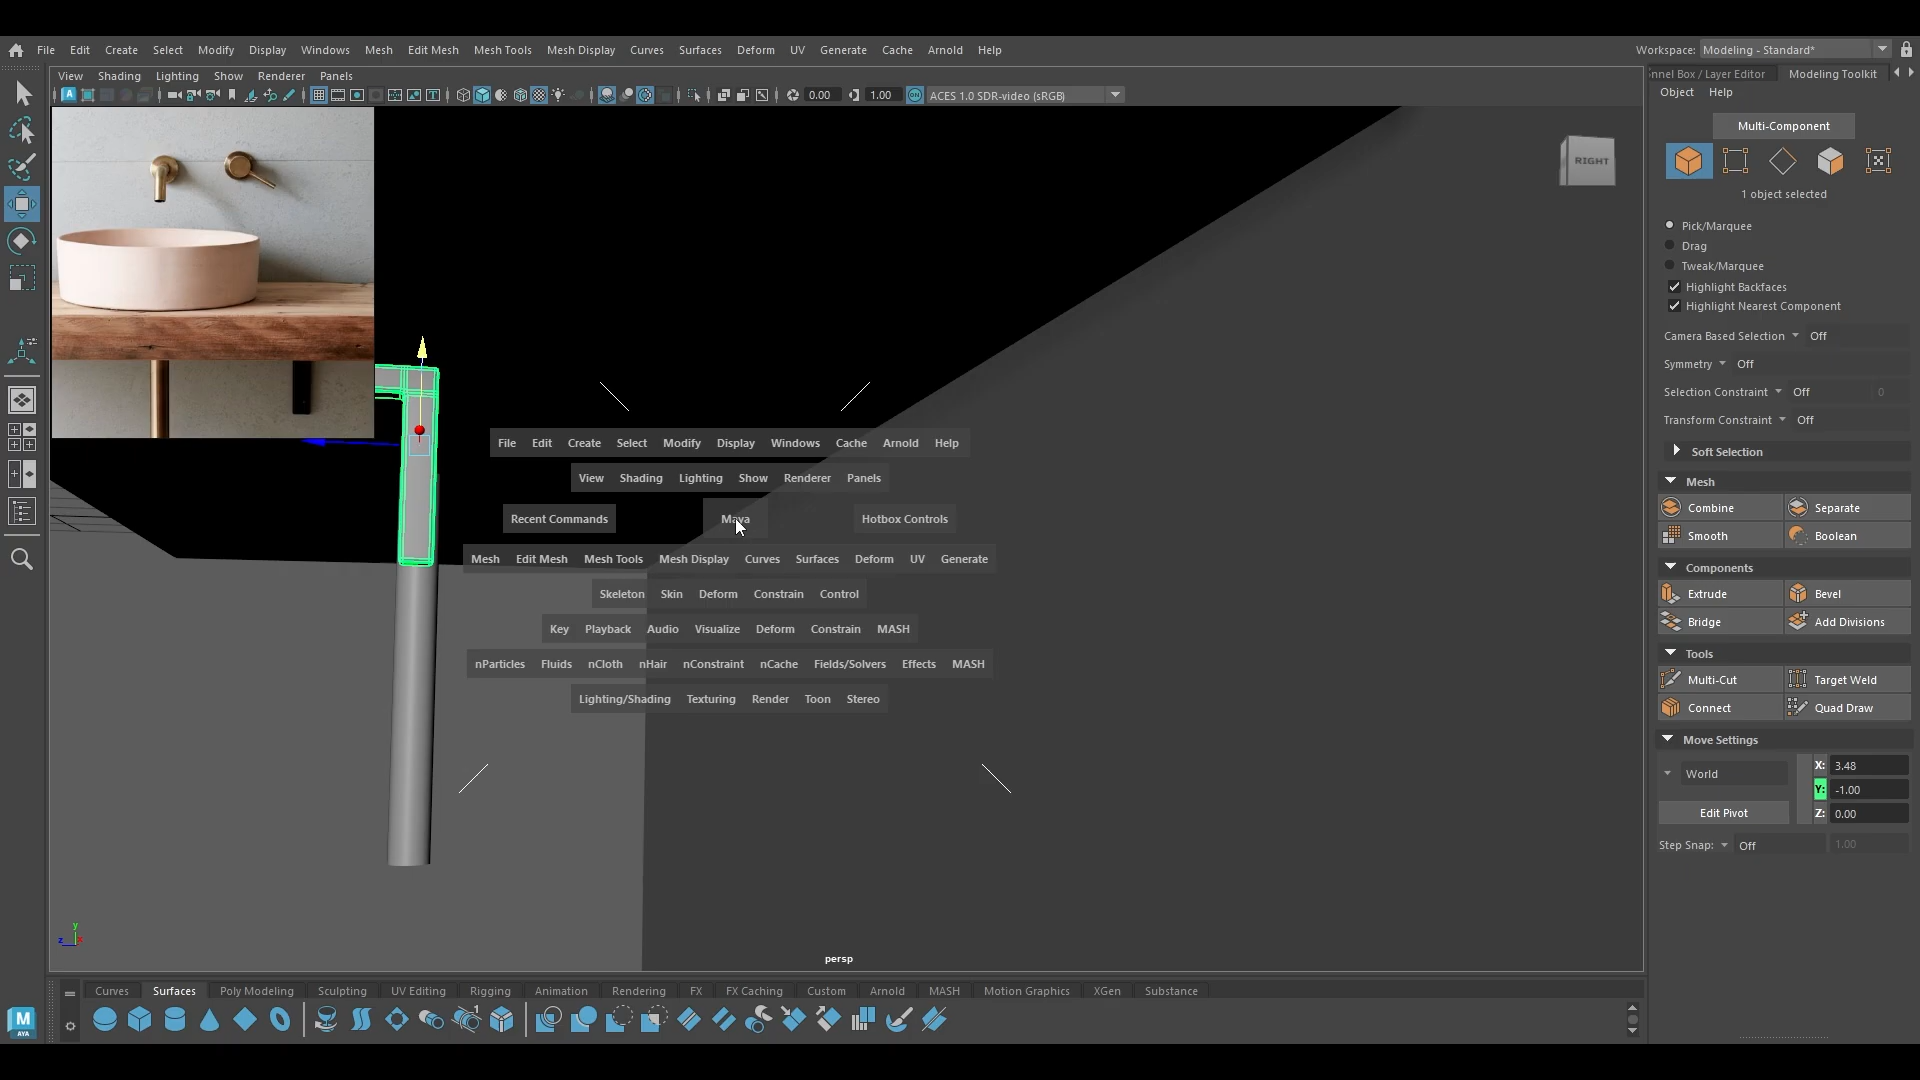 File Edit Create Select Modify Display Windows Mesh Edit Mesh Mesh Tools Mesh Display Curves Surfaces Deform UV Generate Cache Arnold Help
Workspace: Modeling - Standard*
View Shading Lighting Show Renderer Panels
0.00 1.00 ON ACES 1.0 SDR-video (sRGB)
nnel Box / Layer Editor Modeling Toolkit
Object Help
Multi-Component
1 object selected
Pick/Marquee
Drag
Tweak/Marquee
Highlight Backfaces
Highlight Nearest Component
Camera Based Selection Off
Symmetry Off
Selection Constraint Off 0
Transform Constraint Off
Soft Selection
Mesh
Combine Separate
Smooth Boolean
Components
Extrude Bevel
Bridge Add Divisions
Tools
Multi-Cut Target Weld
Connect Quad Draw
Move Settings
World
X: 3.48
Y: -1.00
Edit Pivot
Z: 0.00
Step Snap: Off 1.00
RIGHT
File Edit Create Select Modify Display Windows Cache Arnold Help
View Shading Lighting Show Renderer Panels
Recent Commands Maya Hotbox Controls
Mesh Edit Mesh Mesh Tools Mesh Display Curves Surfaces Deform UV Generate
Skeleton Skin Deform Constrain Control
Key Playback Audio Visualize Deform Constrain MASH
nParticles Fluids nCloth nHair nConstraint nCache Fields/Solvers Effects MASH
Lighting/Shading Texturing Render Toon Stereo
y
z
persp
Curves Surfaces Poly Modeling Sculpting UV Editing Rigging Animation Rendering FX FX Caching Custom Arnold MASH Motion Graphics XGen Substance
M
AYA